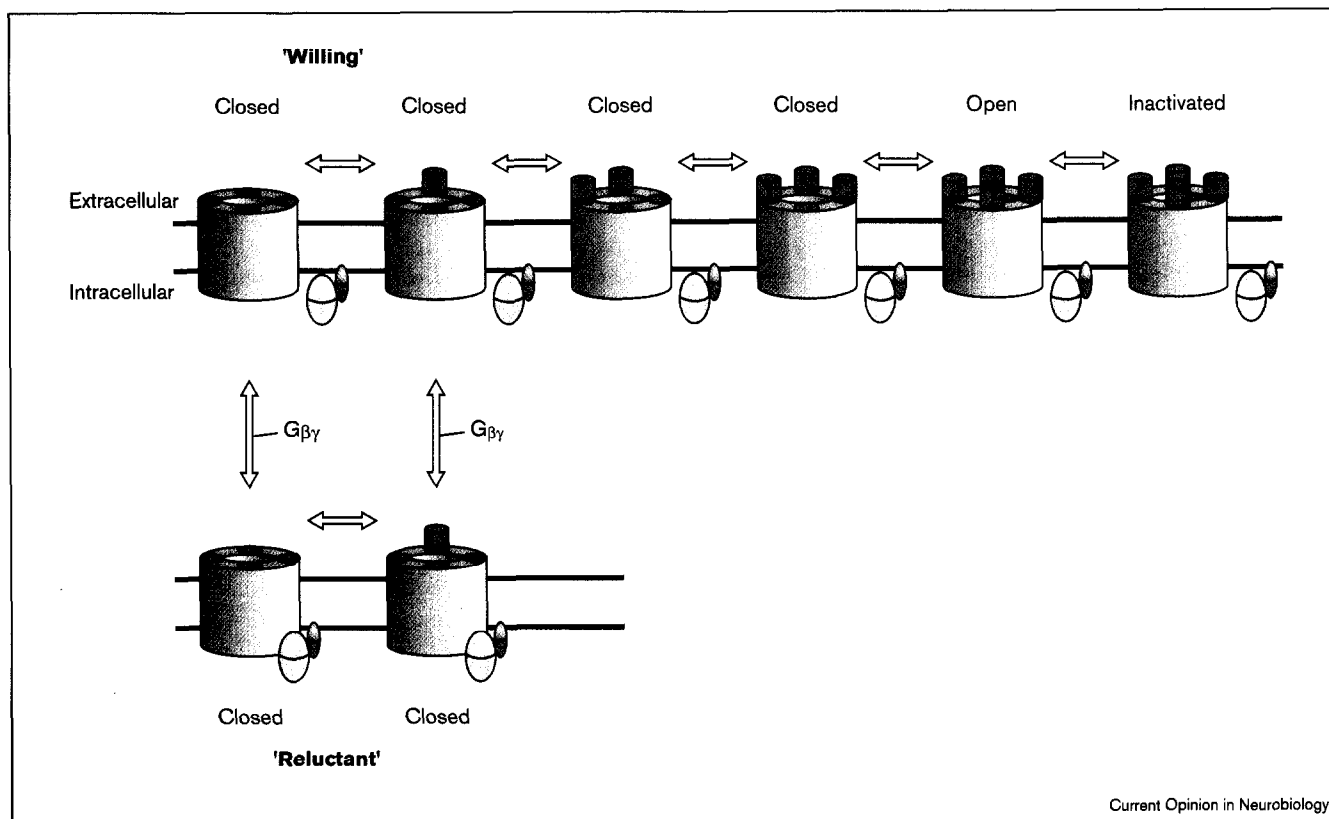 'Willing'
Closed Closed Closed Closed Open Inactivated
Extracellular
Intracellular
Gβγ Gβγ
Closed Closed
'Reluctant'
Current Opinion in Neurobiology